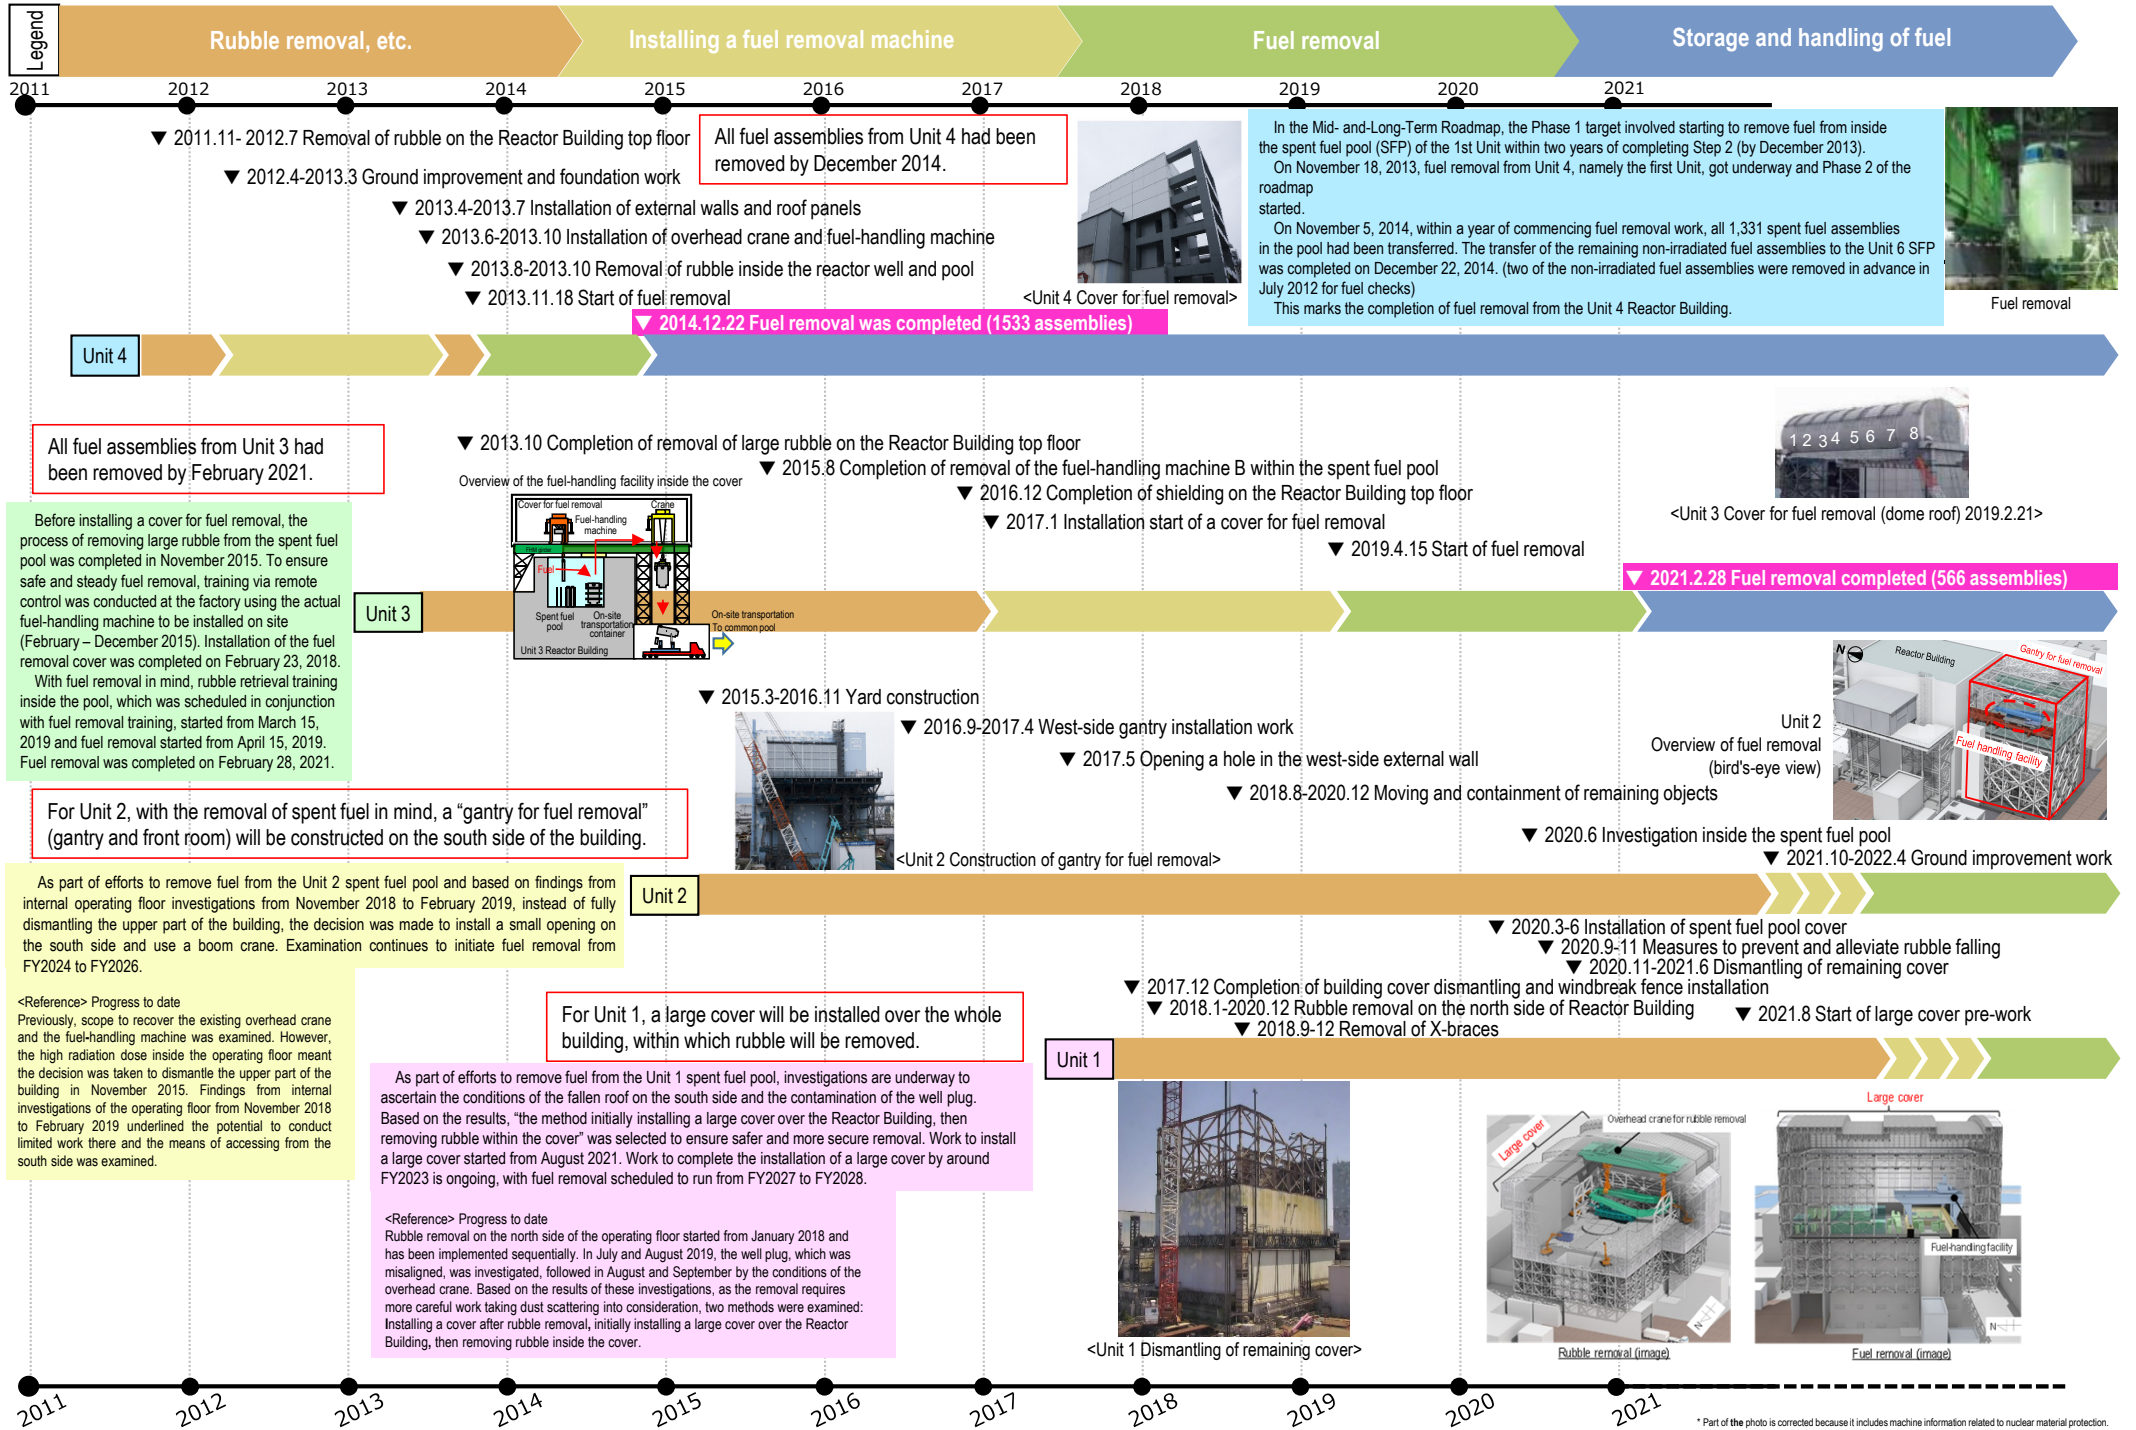 Legend
Rubble removal, etc.
Installing a fuel removal machine
Fuel removal
Storage and handling of fuel
2011
2012
2013
2014
2015
2016
2017
2018
2019
2020
2021
▼ 2011.11- 2012.7 Removal of rubble on the Reactor Building top floor
▼ 2012.4-2013.3 Ground improvement and foundation work
▼ 2013.4-2013.7 Installation of external walls and roof panels
▼ 2013.6-2013.10 Installation of overhead crane and fuel-handling machine
▼ 2013.8-2013.10 Removal of rubble inside the reactor well and pool
▼ 2013.11.18 Start of fuel removal
▼ 2014.12.22 Fuel removal was completed (1533 assemblies)
All fuel assemblies from Unit 4 had been
removed by December 2014.
<Unit 4 Cover for fuel removal>
In the Mid- and-Long-Term Roadmap, the Phase 1 target involved starting to remove fuel from inside
the spent fuel pool (SFP) of the 1st Unit within two years of completing Step 2 (by December 2013).
On November 18, 2013, fuel removal from Unit 4, namely the first Unit, got underway and Phase 2 of the
roadmap
started.
On November 5, 2014, within a year of commencing fuel removal work, all 1,331 spent fuel assemblies
in the pool had been transferred. The transfer of the remaining non-irradiated fuel assemblies to the Unit 6 SFP
was completed on December 22, 2014. (two of the non-irradiated fuel assemblies were removed in advance in
July 2012 for fuel checks)
This marks the completion of fuel removal from the Unit 4 Reactor Building.
Fuel removal
Unit 4
All fuel assemblies from Unit 3 had
been removed by February 2021.
▼ 2013.10 Completion of removal of large rubble on the Reactor Building top floor
▼ 2015.8 Completion of removal of the fuel-handling machine B within the spent fuel pool
▼ 2016.12 Completion of shielding on the Reactor Building top floor
▼ 2017.1 Installation start of a cover for fuel removal
▼ 2019.4.15 Start of fuel removal
▼ 2021.2.28 Fuel removal completed (566 assemblies)
1 2 3 4 5 6 7 8
<Unit 3 Cover for fuel removal (dome roof) 2019.2.21>
Before installing a cover for fuel removal, the
process of removing large rubble from the spent fuel
pool was completed in November 2015. To ensure
safe and steady fuel removal, training via remote
control was conducted at the factory using the actual
fuel-handling machine to be installed on site
(February – December 2015). Installation of the fuel
removal cover was completed on February 23, 2018.
With fuel removal in mind, rubble retrieval training
inside the pool, which was scheduled in conjunction
with fuel removal training, started from March 15,
2019 and fuel removal started from April 15, 2019.
Fuel removal was completed on February 28, 2021.
Unit 3
Overview of the fuel-handling facility inside the cover
Cover for fuel removal
Crane
Fuel-handling
machine
FHM girder
Fuel
Spent fuel
pool
On-site
transportation
container
Unit 3 Reactor Building
On-site transportation
To common pool
▼ 2015.3-2016.11 Yard construction
▼ 2016.9-2017.4 West-side gantry installation work
▼ 2017.5 Opening a hole in the west-side external wall
▼ 2018.8-2020.12 Moving and containment of remaining objects
▼ 2020.6 Investigation inside the spent fuel pool
▼ 2021.10-2022.4 Ground improvement work
<Unit 2 Construction of gantry for fuel removal>
Unit 2
Overview of fuel removal
(bird's-eye view)
N
Reactor Building
Gantry for fuel removal
Fuel handling facility
For Unit 2, with the removal of spent fuel in mind, a “gantry for fuel removal”
(gantry and front room) will be constructed on the south side of the building.
Unit 2
As part of efforts to remove fuel from the Unit 2 spent fuel pool and based on findings from
internal operating floor investigations from November 2018 to February 2019, instead of fully
dismantling the upper part of the building, the decision was made to install a small opening on
the south side and use a boom crane. Examination continues to initiate fuel removal from
FY2024 to FY2026.
<Reference> Progress to date
Previously, scope to recover the existing overhead crane
and the fuel-handling machine was examined. However,
the high radiation dose inside the operating floor meant
the decision was taken to dismantle the upper part of the
building in November 2015. Findings from internal
investigations of the operating floor from November 2018
to February 2019 underlined the potential to conduct
limited work there and the means of accessing from the
south side was examined.
▼ 2020.3-6 Installation of spent fuel pool cover
▼ 2020.9-11 Measures to prevent and alleviate rubble falling
▼ 2020.11-2021.6 Dismantling of remaining cover
▼ 2017.12 Completion of building cover dismantling and windbreak fence installation
▼ 2018.1-2020.12 Rubble removal on the north side of Reactor Building
▼ 2018.9-12 Removal of X-braces
▼ 2021.8 Start of large cover pre-work
For Unit 1, a large cover will be installed over the whole
building, within which rubble will be removed.
Unit 1
As part of efforts to remove fuel from the Unit 1 spent fuel pool, investigations are underway to
ascertain the conditions of the fallen roof on the south side and the contamination of the well plug.
Based on the results, “the method initially installing a large cover over the Reactor Building, then
removing rubble within the cover” was selected to ensure safer and more secure removal. Work to install
a large cover started from August 2021. Work to complete the installation of a large cover by around
FY2023 is ongoing, with fuel removal scheduled to run from FY2027 to FY2028.
<Reference> Progress to date
Rubble removal on the north side of the operating floor started from January 2018 and
has been implemented sequentially. In July and August 2019, the well plug, which was
misaligned, was investigated, followed in August and September by the conditions of the
overhead crane. Based on the results of these investigations, as the removal requires
more careful work taking dust scattering into consideration, two methods were examined:
Installing a cover after rubble removal, initially installing a large cover over the Reactor
Building, then removing rubble inside the cover.
<Unit 1 Dismantling of remaining cover>
Large cover
Overhead crane for rubble removal
N
Rubble removal (image)
Large cover
Fuel-handling facility
N
Fuel removal (image)
2011
2012
2013
2014
2015
2016
2017
2018
2019
2020
2021
* Part of the photo is corrected because it includes machine information related to nuclear material protection.